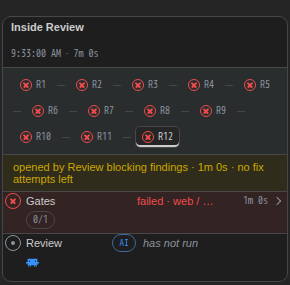 Inside Review
9:33:00 AM · 7m 0s
R1 — R2 — R3 — R4 — R5
— R6 — R7 — R8 — R9 —
R10 — R11 — R12
opened by Review blocking findings · 1m 0s · no fix
attempts left
Gates failed · web / … 1m 0s >
0/1
Review AI has not run